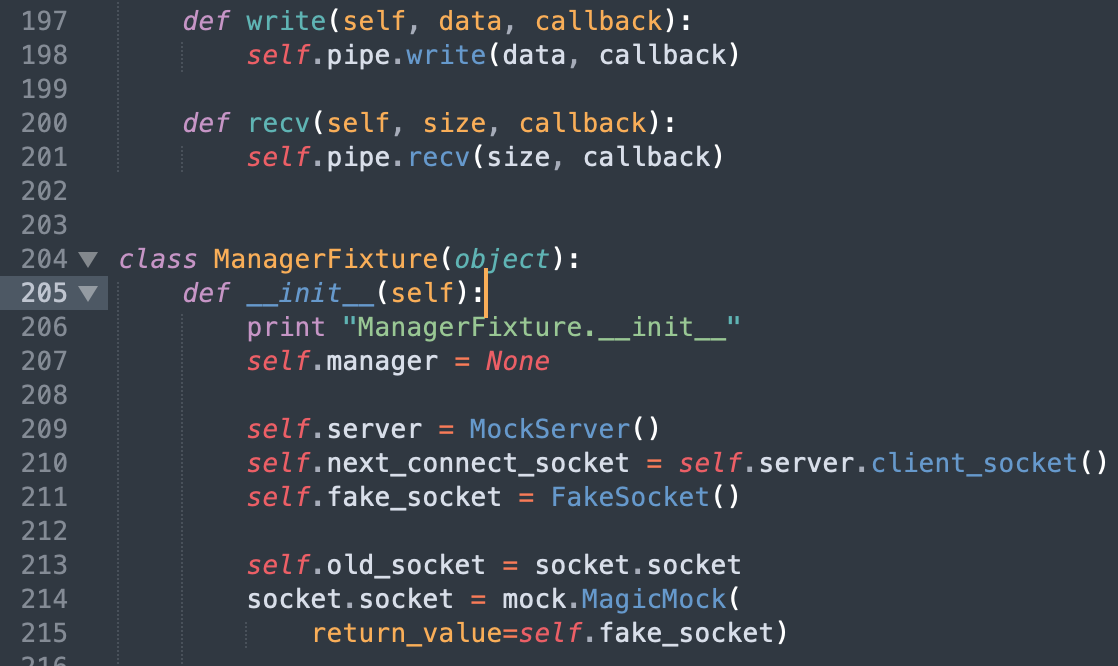 197 def write(self, data, callback):
198 self.pipe.write(data, callback)
199
200 def recv(self, size, callback):
201 self.pipe.recv(size, callback)
202
203
204 class ManagerFixture(object):
205 def __init__(self):
206 print "ManagerFixture.__init__"
207 self.manager = None
208
209 self.server = MockServer()
210 self.next_connect_socket = self.server.client_socket()
211 self.fake_socket = FakeSocket()
212
213 self.old_socket = socket.socket
214 socket.socket = mock.MagicMock(
215 return_value=self.fake_socket)
216